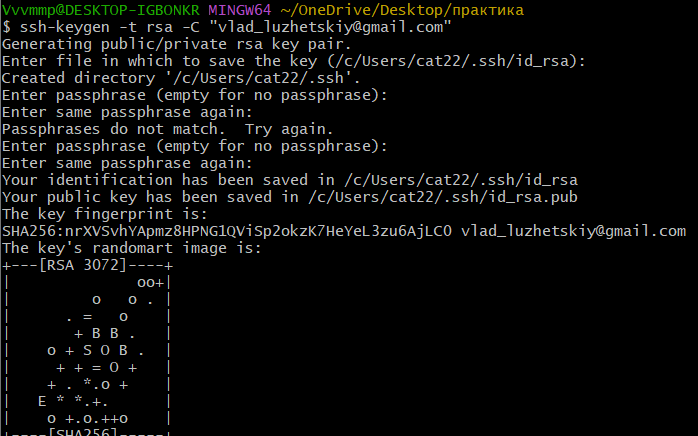 Vvvmmp@DESKTOP-IGBONKR MINGW64 ~/OneDrive/Desktop/практика
$ ssh-keygen -t rsa -C "vlad_luzhetskiy@gmail.com"
Generating public/private rsa key pair.
Enter file in which to save the key (/c/Users/cat22/.ssh/id_rsa):
Created directory '/c/Users/cat22/.ssh'.
Enter passphrase (empty for no passphrase):
Enter same passphrase again:
Passphrases do not match.  Try again.
Enter passphrase (empty for no passphrase):
Enter same passphrase again:
Your identification has been saved in /c/Users/cat22/.ssh/id_rsa
Your public key has been saved in /c/Users/cat22/.ssh/id_rsa.pub
The key fingerprint is:
SHA256:nrXVSvhYApmz8HPNG1QViSp2okzK7HeYeL3zu6AjLC0 vlad_luzhetskiy@gmail.com
The key's randomart image is:
+---[RSA 3072]----+
|              oo+|
|         o   o . |
|      . =   o    |
|       + B B .   |
|    o + S O B .  |
|     + + = O +   |
|    + . *.o +    |
|   E * *.+.      |
|    o +.o.++o    |
+----[SHA256]-----+